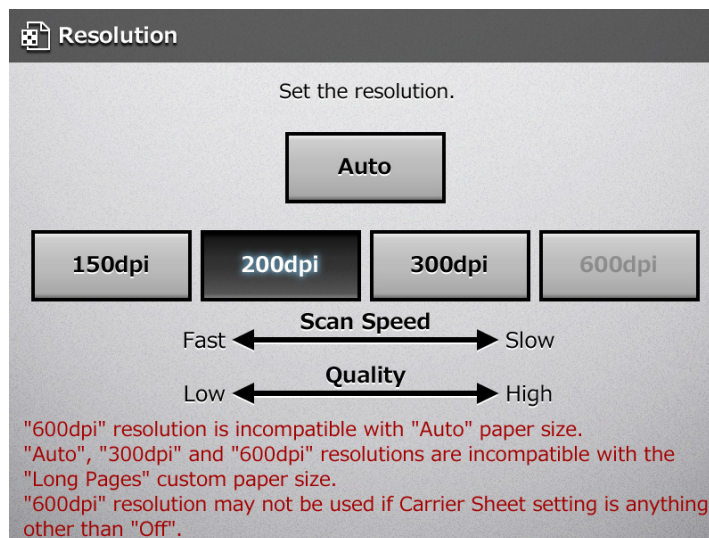 Resolution
Set the resolution.
Auto
150dpi 200dpi 300dpi 600dpi
Scan Speed
Fast Slow
Quality
Low High
"600dpi" resolution is incompatible with "Auto" paper size.
"Auto", "300dpi" and "600dpi" resolutions are incompatible with the
"Long Pages" custom paper size.
"600dpi" resolution may not be used if Carrier Sheet setting is anything
other than "Off".